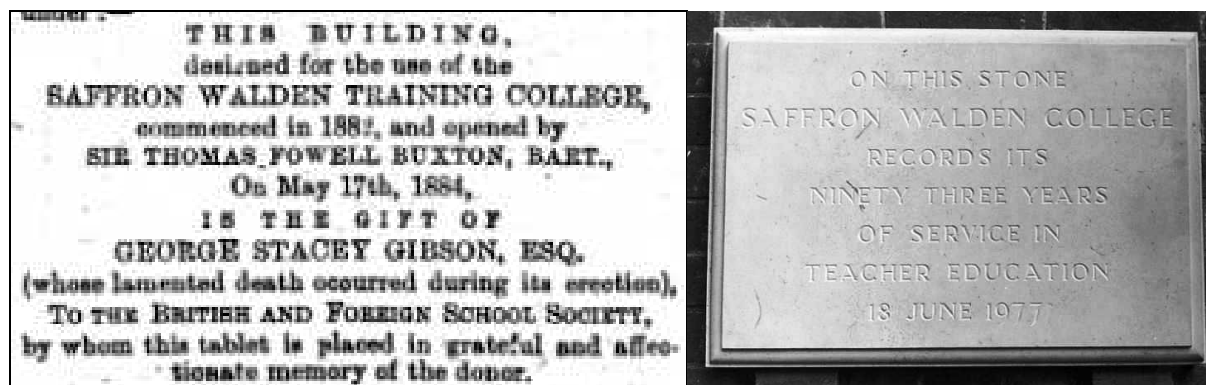 under :—
THIS BUILDING,
designed for the use of the
SAFFRON WALDEN TRAINING COLLEGE,
commenced in and opened by
SIR THOMAS FOWELL BUXTON, BART.,
On May 17th, 1884,
IS THE GIFT OF
GEORGE STACEY GIBSON, ESQ.
(whose lamented death occurred during its erection),
TO THE BRITISH AND FOREIGN SCHOOL SOCIETY,
by whom this tablet is placed in grateful and affec-
tionate memory of the donor.
ON THIS STONE
SAFFRON WALDEN COLLEGE
RECORDS ITS
NINETY THREE YEARS
OF SERVICE IN
TEACHER EDUCATION
18 JUNE 1977